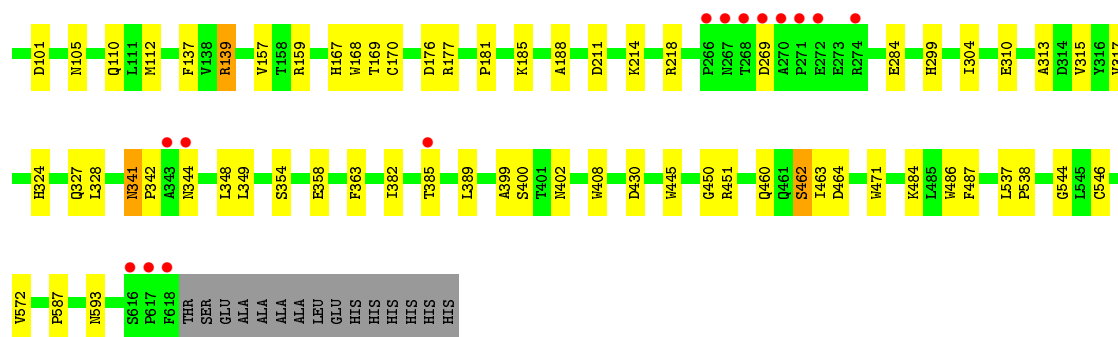 D101 N105 Q110 L111 M112 F137 V138 R139 V157 T158 R159 H167 W168 T169 C170 D176 R177 P181 K185 A188 D211 K214 R218 P266 N267 T268 D269 A270 P271 E272 E273 R274 E284 H299 I304 E310 A313 D314 V315 Y316 V317
H324 Q327 L328 N341 P342 A343 N344 L348 L349 S354 E358 F363 I382 T385 L389 A399 S400 T401 N402 W408 D430 W445 G450 R451 Q460 Q461 S462 I463 D464 W471 K484 L485 W486 F487 L537 P538 G544 L545 C546
V572 P587 N593 S616 P617 F618 THR SER GLU ALA ALA ALA ALA LEU GLU HIS HIS HIS HIS HIS HIS